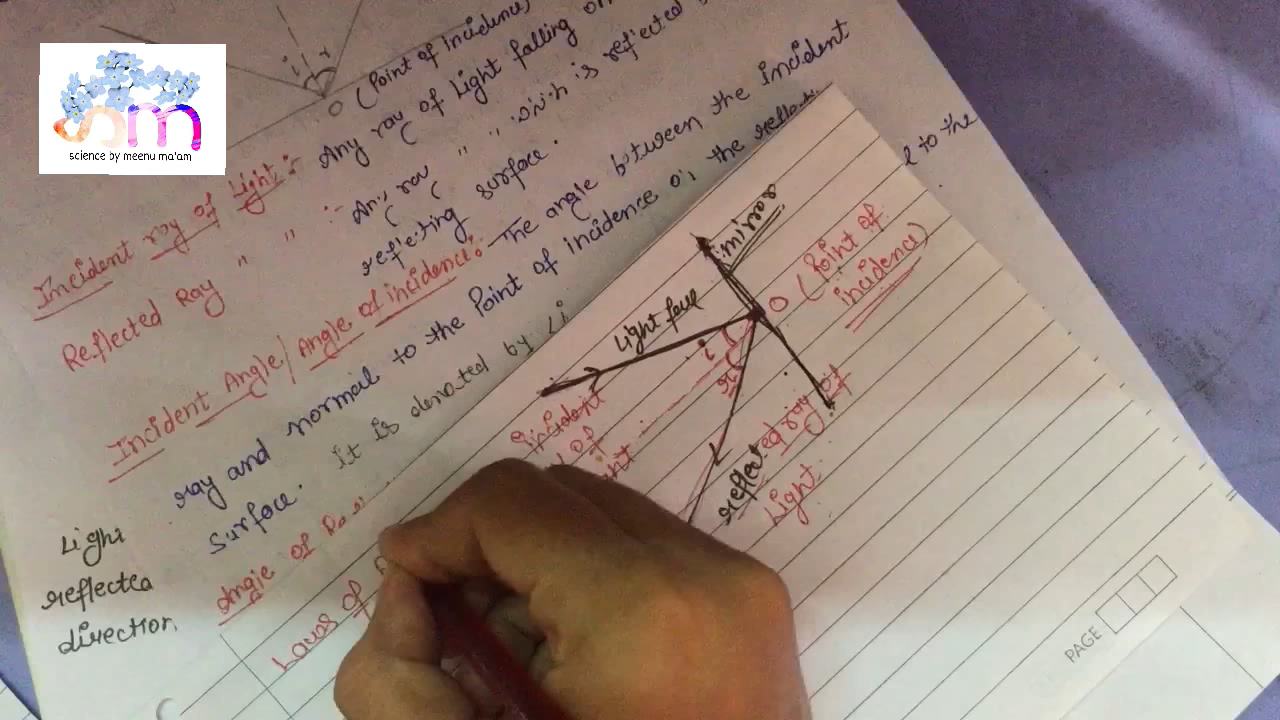 science by meenu ma'am
i r
O (Point of incidence)
Incident ray of Light :- Any ray of Light falling on
Reflected Ray " " :- Any ray " " which is reflected
reflecting surface.
Incident Angle/Angle of incidence:- The angle between the incident
ray and normal to the Point of incidence
surface. It is denoted by ∠i
l to the
Angle of
Laws of
Light
reflected
direction.
mirror
O (Point of
incidence)
Light
i
r
incident
of
reflected ray of
Light
PAGE